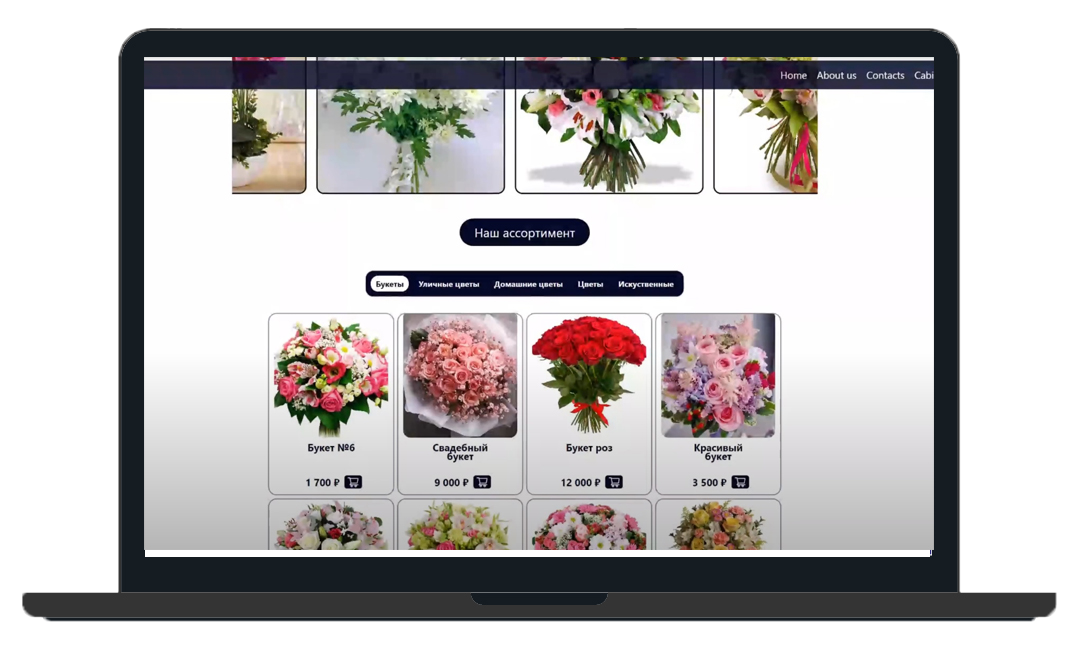 Home About us Contacts Cabi
Наш ассортимент
Букеты Уличные цветы Домашние цветы Цветы Искуственные
Букет №6
Свадебный
букет
Букет роз
Красивый
букет
1 700 ₽
9 000 ₽
12 000 ₽
3 500 ₽